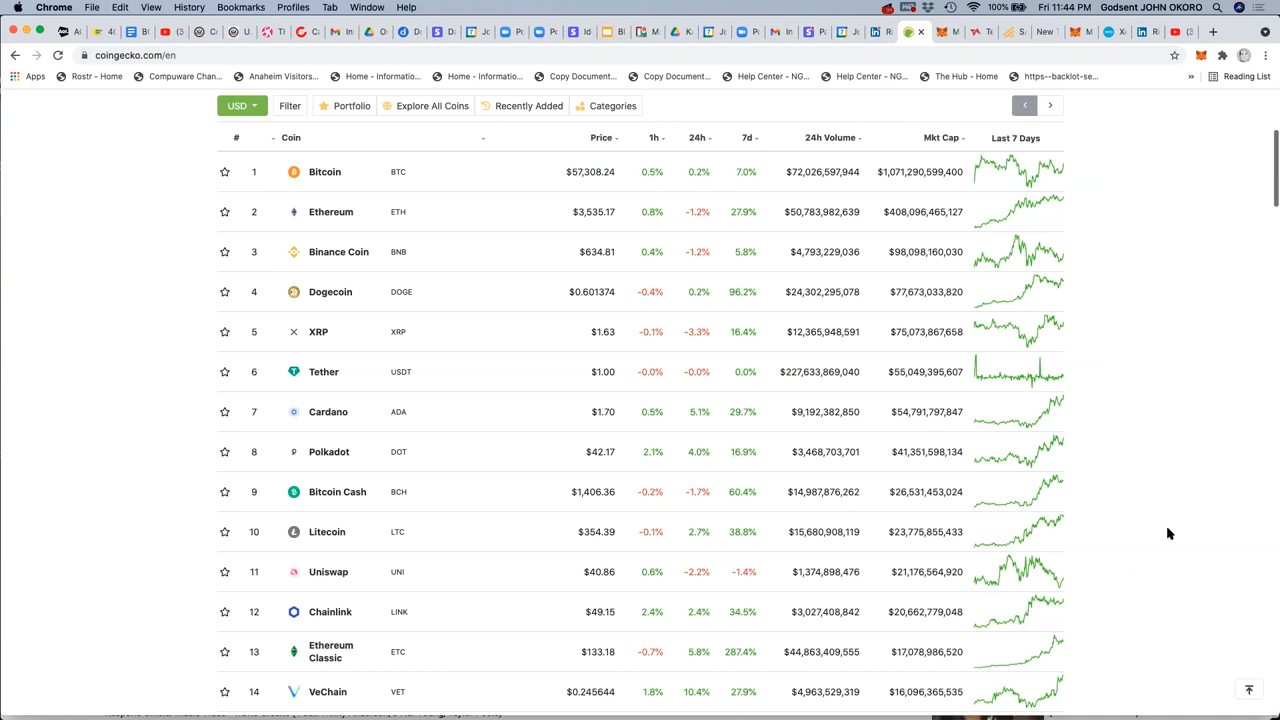 Chrome File Edit View History Bookmarks Profiles Tab Window Help 100% Fri 11:44 PM Godsent JOHN OKORO
coingecko.com/en
Apps Rostr - Home Compuware Chan... Anaheim Visitors... Home - Informatio... Home - Informatio... Copy Document... Copy Document... Help Center - NG... Help Center - NG... The Hub - Home https--backlot-se... » Reading List
USD Filter Portfolio Explore All Coins Recently Added Categories
# Coin Price 1h 24h 7d 24h Volume Mkt Cap Last 7 Days
1 Bitcoin BTC $57,308.24 0.5% 0.2% 7.0% $72,026,597,944 $1,071,290,599,400
2 Ethereum ETH $3,535.17 0.8% -1.2% 27.9% $50,783,982,639 $408,096,465,127
3 Binance Coin BNB $634.81 0.4% -1.2% 5.8% $4,793,229,036 $98,098,160,030
4 Dogecoin DOGE $0.601374 -0.4% 0.2% 96.2% $24,302,295,078 $77,673,033,820
5 XRP XRP $1.63 -0.1% -3.3% 16.4% $12,365,948,591 $75,073,867,658
6 Tether USDT $1.00 -0.0% -0.0% 0.0% $227,633,869,040 $55,049,395,607
7 Cardano ADA $1.70 0.5% 5.1% 29.7% $9,192,382,850 $54,791,797,847
8 Polkadot DOT $42.17 2.1% 4.0% 16.9% $3,468,703,701 $41,351,598,134
9 Bitcoin Cash BCH $1,406.36 -0.2% -1.7% 60.4% $14,987,876,262 $26,531,453,024
10 Litecoin LTC $354.39 -0.1% 2.7% 38.8% $15,680,908,119 $23,775,855,433
11 Uniswap UNI $40.86 0.6% -2.2% -1.4% $1,374,898,476 $21,176,564,920
12 Chainlink LINK $49.15 2.4% 2.4% 34.5% $3,027,408,842 $20,662,779,048
13 Ethereum Classic ETC $133.18 -0.7% 5.8% 287.4% $44,863,409,555 $17,078,986,520
14 VeChain VET $0.245644 1.8% 10.4% 27.9% $4,963,529,319 $16,096,365,535